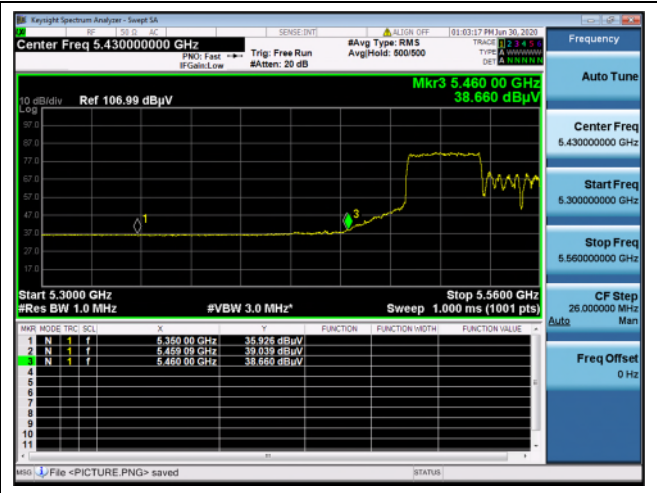 Keysight Spectrum Analyzer - Swept SA
RF 50 Ω AC SENSE:INT ALIGN OFF 01:03:17 PM Jun 30, 2020
Center Freq 5.430000000 GHz #Avg Type: RMS TRACE 1 2 3 4 5 6
PNO: Fast Trig: Free Run Avg|Hold: 500/500 TYPE A WWWWW
IFGain:Low #Atten: 20 dB DET A N N N N N
Mkr3 5.460 00 GHz
38.660 dBµV
10 dB/div Ref 106.99 dBµV
Log
97.0
87.0
77.0
67.0
57.0
47.0
37.0
27.0
17.0
1
3
Start 5.3000 GHz Stop 5.5600 GHz
#Res BW 1.0 MHz #VBW 3.0 MHz* Sweep 1.000 ms (1001 pts)
MKR MODE TRC SCL X Y FUNCTION FUNCTION WIDTH FUNCTION VALUE
1 N 1 f 5.350 00 GHz 35.926 dBµV
2 N 1 f 5.459 09 GHz 39.039 dBµV
3 N 1 f 5.460 00 GHz 38.660 dBµV
4
5
6
7
8
9
10
11
MSG File <PICTURE.PNG> saved STATUS
Frequency
Auto Tune
Center Freq
5.430000000 GHz
Start Freq
5.300000000 GHz
Stop Freq
5.560000000 GHz
CF Step
26.000000 MHz
Auto Man
Freq Offset
0 Hz